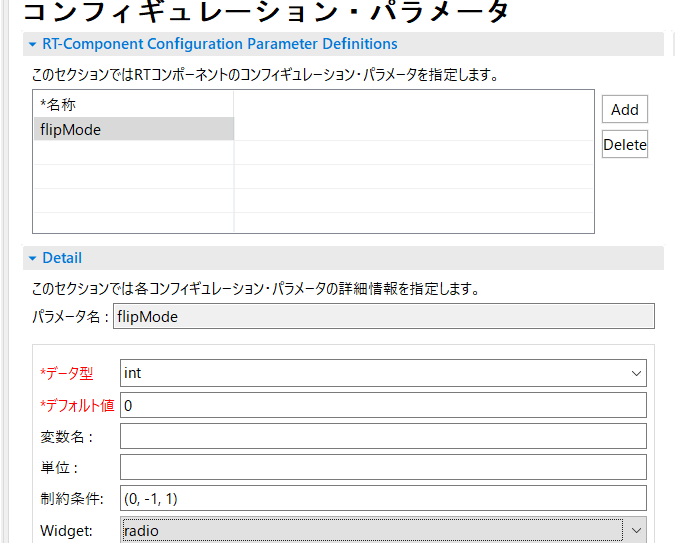 コンフィギュレーション・パラメータ
RT-Component Configuration Parameter Definitions
このセクションではRTコンポーネントのコンフィギュレーション・パラメータを指定します。
*名称
flipMode
Add
Delete
Detail
このセクションでは各コンフィギュレーション・パラメータの詳細情報を指定します。
パラメータ名 : flipMode
*データ型 int
*デフォルト値 0
変数名 :
単位 :
制約条件: (0, -1, 1)
Widget: radio